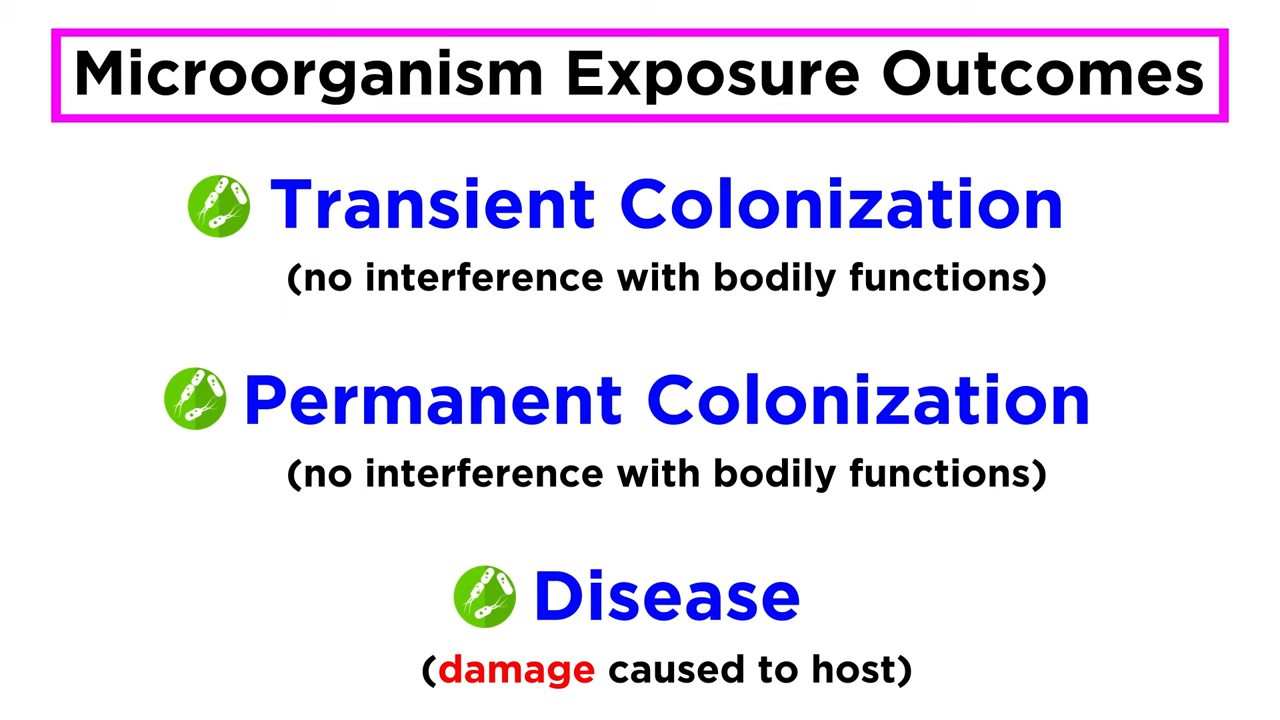 Microorganism Exposure Outcomes
Transient Colonization
(no interference with bodily functions)
Permanent Colonization
(no interference with bodily functions)
Disease
(damage caused to host)